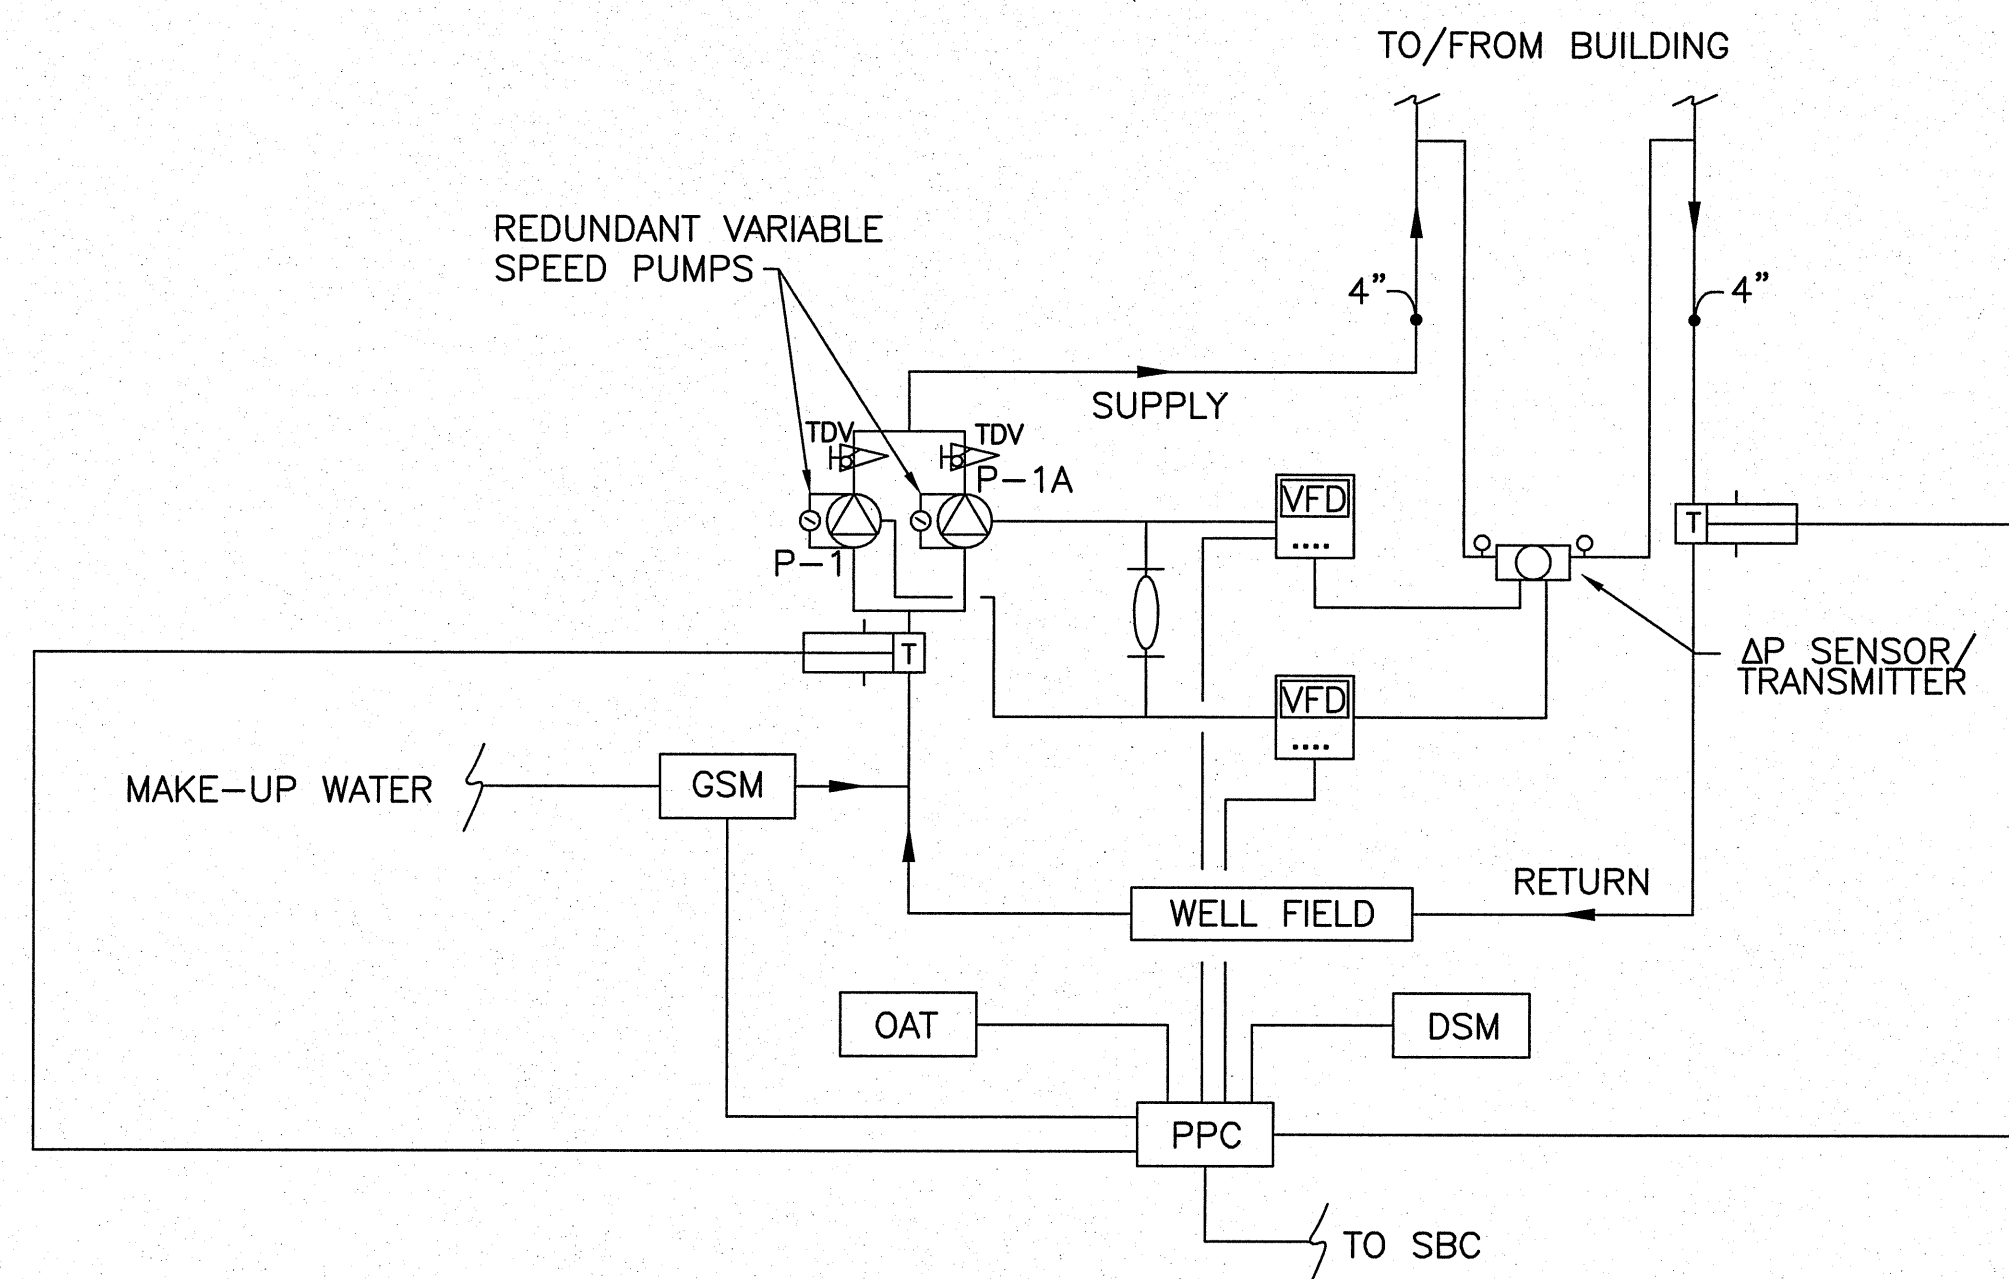 TO/FROM BUILDING
REDUNDANT VARIABLE
SPEED PUMPS
4”
4”
SUPPLY
TDV
TDV
P-1A
VFD
T
P-1
T
ΔP SENSOR/
TRANSMITTER
VFD
MAKE-UP WATER
GSM
RETURN
WELL FIELD
OAT
DSM
PPC
TO SBC